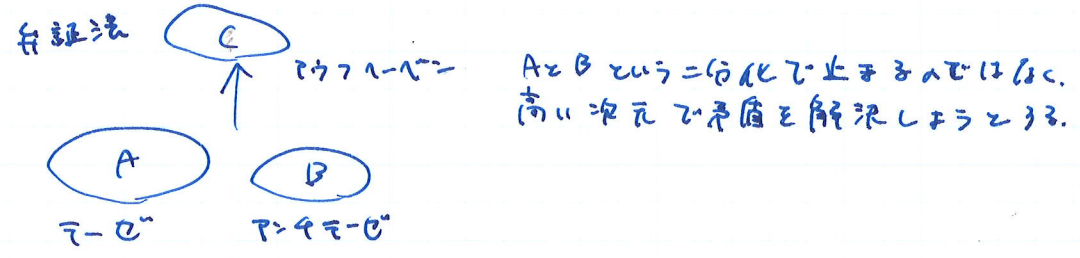 弁証法
C
アウフヘーベン
AとBという二分化で止まるのではなく、
高い次元で矛盾を解決しようとする。
A
B
テーゼ
アンチテーゼ